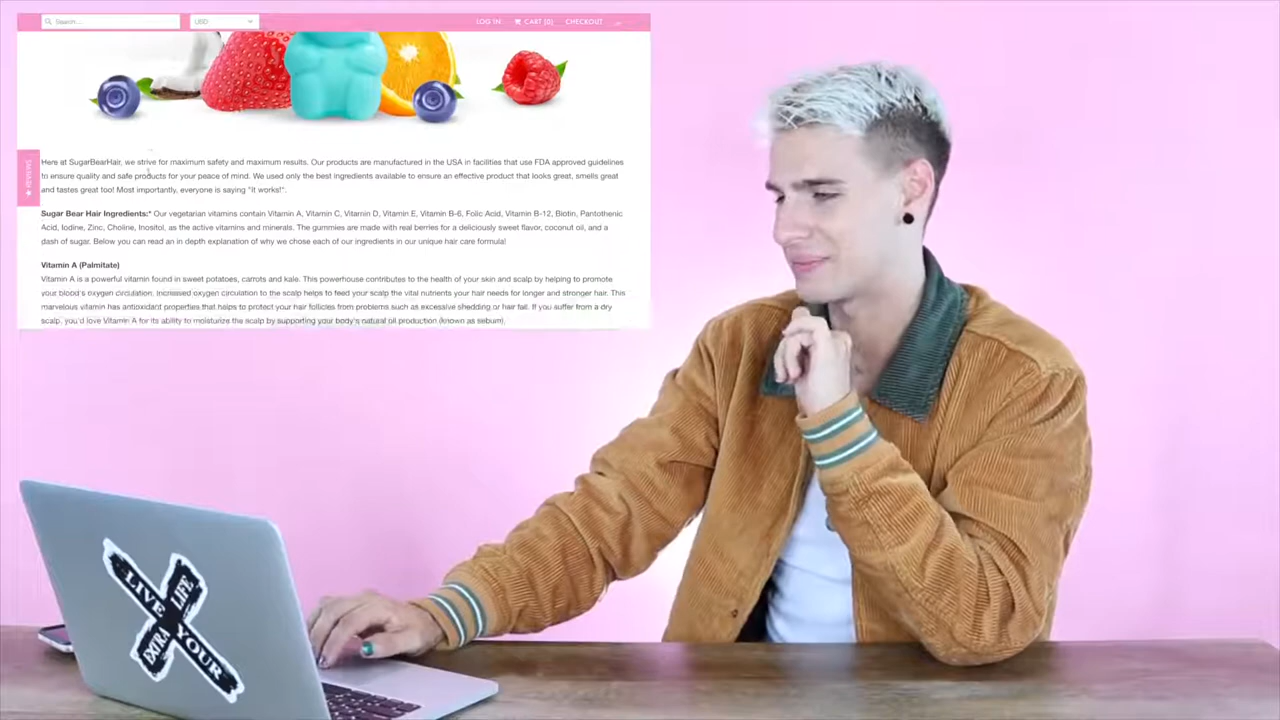 Search...
USD
LOG IN
CART (0)
CHECKOUT
★ REVIEWS
Here at SugarBearHair, we strive for maximum safety and maximum results. Our products are manufactured in the USA in facilities that use FDA approved guidelines
to ensure quality and safe products for your peace of mind. We used only the best ingredients available to ensure an effective product that looks great, smells great
and tastes great too! Most importantly, everyone is saying "it works!".
Sugar Bear Hair Ingredients:* Our vegetarian vitamins contain Vitamin A, Vitamin C, Vitamin D, Vitamin E, Vitamin B-6, Folic Acid, Vitamin B-12, Biotin, Pantothenic
Acid, Iodine, Zinc, Choline, Inositol, as the active vitamins and minerals. The gummies are made with real berries for a deliciously sweet flavor, coconut oil, and a
dash of sugar. Below you can read an in depth explanation of why we chose each of our ingredients in our unique hair care formula!
Vitamin A (Palmitate)
Vitamin A is a powerful vitamin found in sweet potatoes, carrots and kale. This powerhouse contributes to the health of your skin and scalp by helping to promote
your blood's oxygen circulation. Increased oxygen circulation to the scalp helps to feed your scalp the vital nutrients your hair needs for longer and stronger hair. This
marvelous vitamin has antioxidant properties that helps to protect your hair follicles from problems such as excessive shedding or hair fall. If you suffer from a dry
scalp, you'd love Vitamin A for its ability to moisturize the scalp by supporting your body's natural oil production (known as sebum).
LIVE
LIFE
EXTRA
YOUR